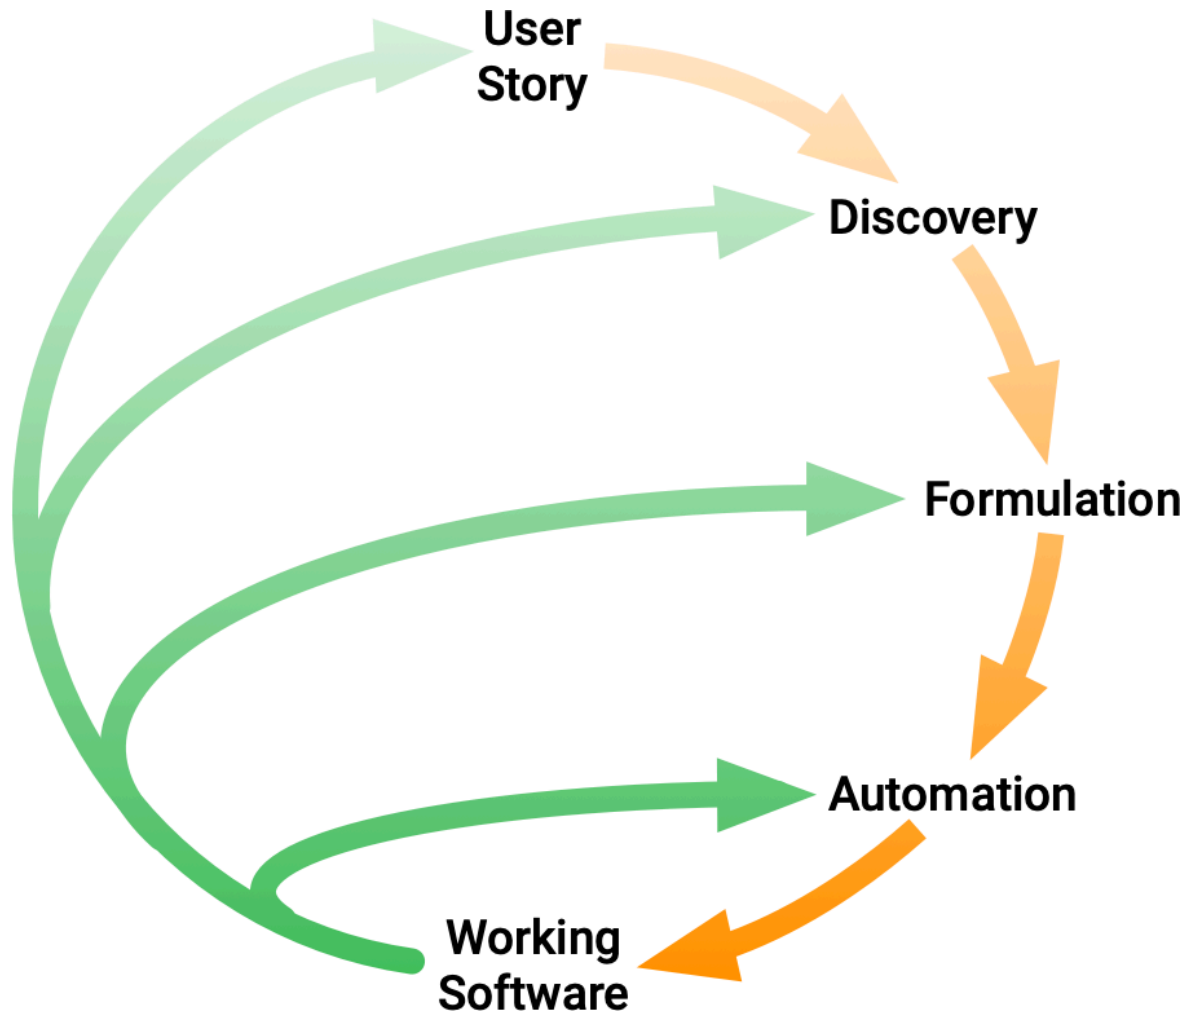 User
Story
Discovery
Formulation
Automation
Working
Software